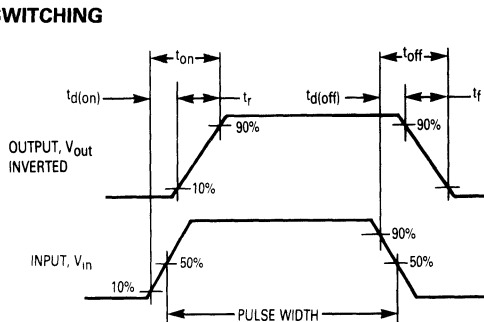 SWITCHING
ton
toff
td(on)
tr
td(off)
tf
OUTPUT, Vout
INVERTED
90%
90%
10%
INPUT, Vin
90%
50%
50%
10%
PULSE WIDTH